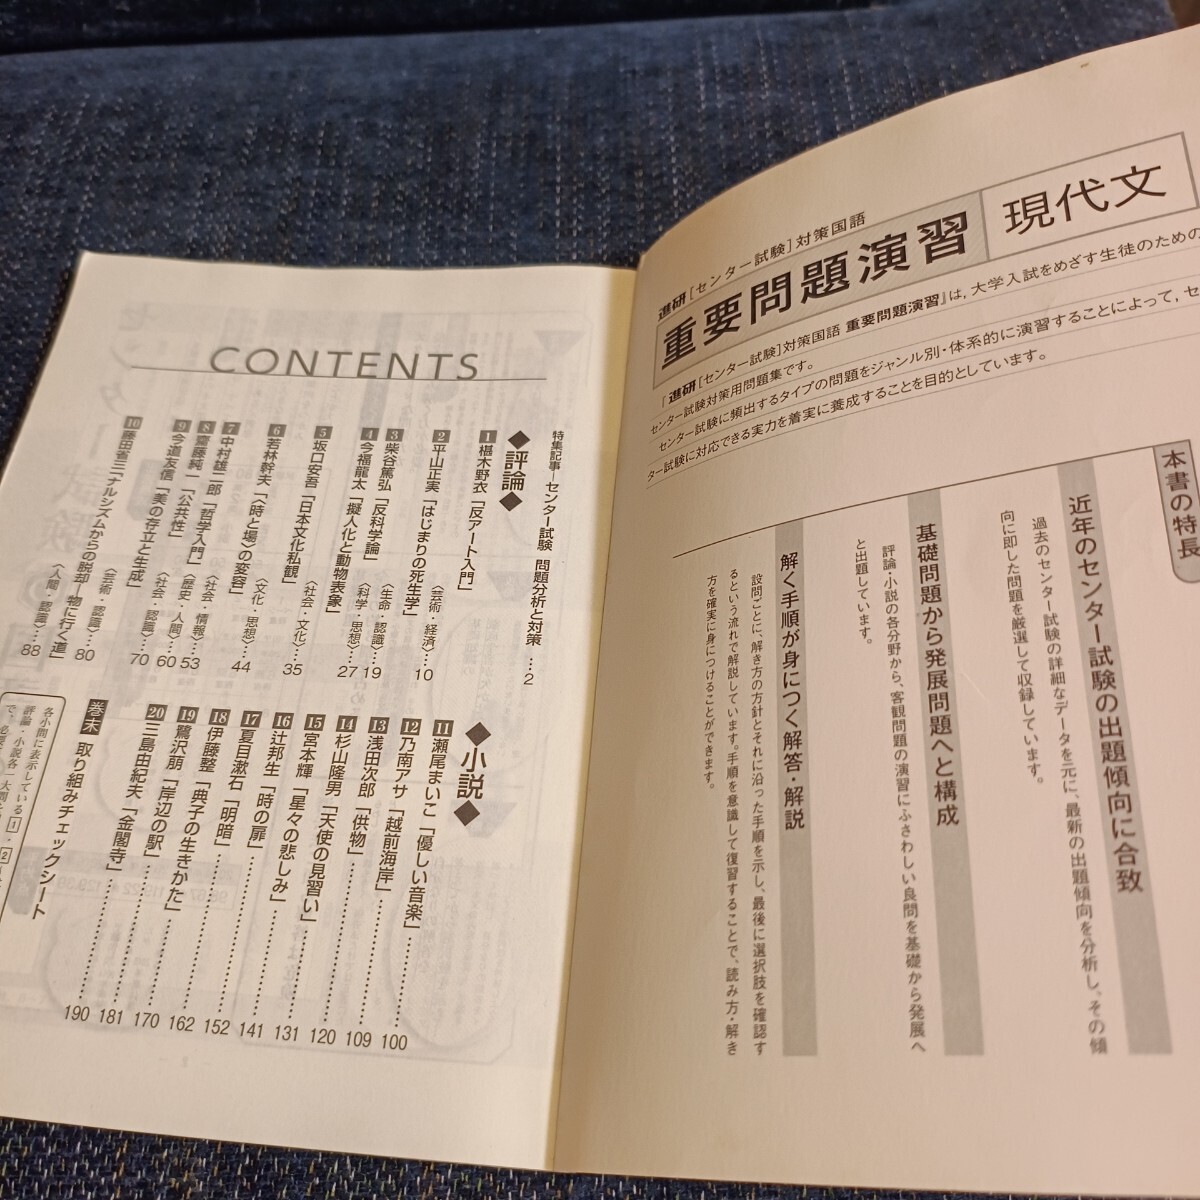 進研［センター試験］対策国語
重要問題演習 現代文
『進研［センター試験］対策国語 重要問題演習』は，大学入試をめざす生徒のための
センター試験対策用問題集です。
センター試験に頻出するタイプの問題をジャンル別・体系的に演習することによって，セ
ター試験に対応できる実力を着実に養成することを目的としています。
本書の特長
近年のセンター試験の出題傾向に合致
過去のセンター試験の詳細なデータを元に、最新の出題傾向を分析し、その傾
向に即した問題を厳選して収録しています。
基礎問題から発展問題へと構成
評論・小説の各分野から、客観問題の演習にふさわしい良問を基礎から発展へ
と出題しています。
解く手順が身につく解答・解説
設問ごとに、解き方の方針とそれに沿った手順を示し、最後に選択肢を確認す
るという流れで解説しています。手順を意識して復習することで、読み方・解き
方を確実に身につけることができます。
CONTENTS
特集記事―センター試験 問題分析と対策 …2
◆評論◆
1 椹木野衣「反アート入門」 〈芸術・経済〉…10
2 平山正実「はじまりの死生学」 〈生命・認識〉…19
3 柴谷篤弘「反科学論」 〈科学・思想〉…27
4 今福龍太「擬人化と動物表象」 〈社会・文化〉…35
5 坂口安吾「日本文化私観」 〈文化・思想〉…44
6 若林幹夫「〈時と場〉の変容」 〈社会・情報〉…53
7 中村雄二郎「哲学入門」 〈歴史・人間〉…60
8 齋藤純一「公共性」 〈社会・認識〉…70
9 今道友信「美の存立と生成」 〈芸術・認識〉…80
10 藤田省三「ナルシズムからの脱却―物に行く道」 〈人間・認識〉…88
◆小説◆
11 瀬尾まいこ「優しい音楽」…100
12 乃南アサ「越前海岸」…109
13 浅田次郎「供物」…120
14 杉山隆男「天使の見習い」…131
15 宮本輝「星々の悲しみ」…141
16 辻邦生「時の扉」…152
17 夏目漱石「明暗」…162
18 伊藤整「典子の生きかた」…170
19 鷺沢萠「岸辺の駅」…181
20 三島由紀夫「金閣寺」…190
巻末 取り組みチェックシート
各小問に表示している 1・2
評論・小説各一大問